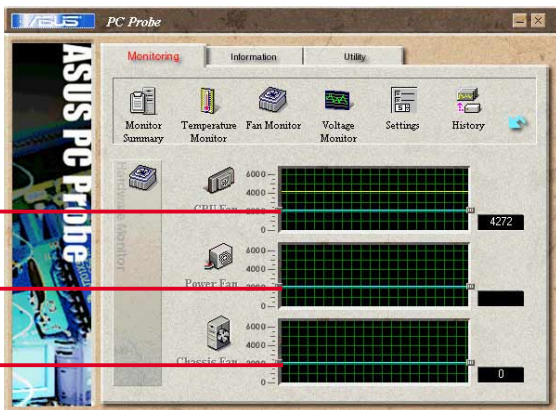 ASUS PC Probe
Monitoring Information Utility
ASUS PC Probe
Monitor Summary
Temperature Monitor
Fan Monitor
Voltage Monitor
Settings
History
Hardware Monitor
6000
4000
CPU Fan
0
4272
6000
4000
Power Fan 2000
0
6000
4000
Chassis Fan 2000
0
0